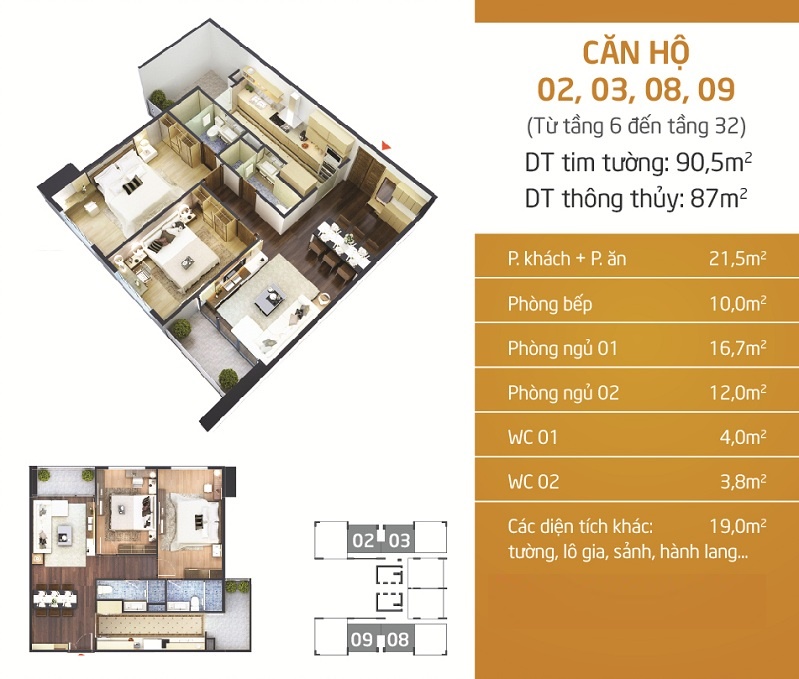 CĂN HỘ
02, 03, 08, 09
(Từ tầng 6 đến tầng 32)
DT tim tường: 90,5m²
DT thông thủy: 87m²
P. khách + P. ăn 21,5m²
Phòng bếp 10,0m²
Phòng ngủ 01 16,7m²
Phòng ngủ 02 12,0m²
WC 01 4,0m²
WC 02 3,8m²
Các diện tích khác: 19,0m²
tường, lô gia, sảnh, hành lang...
02 03
09 08